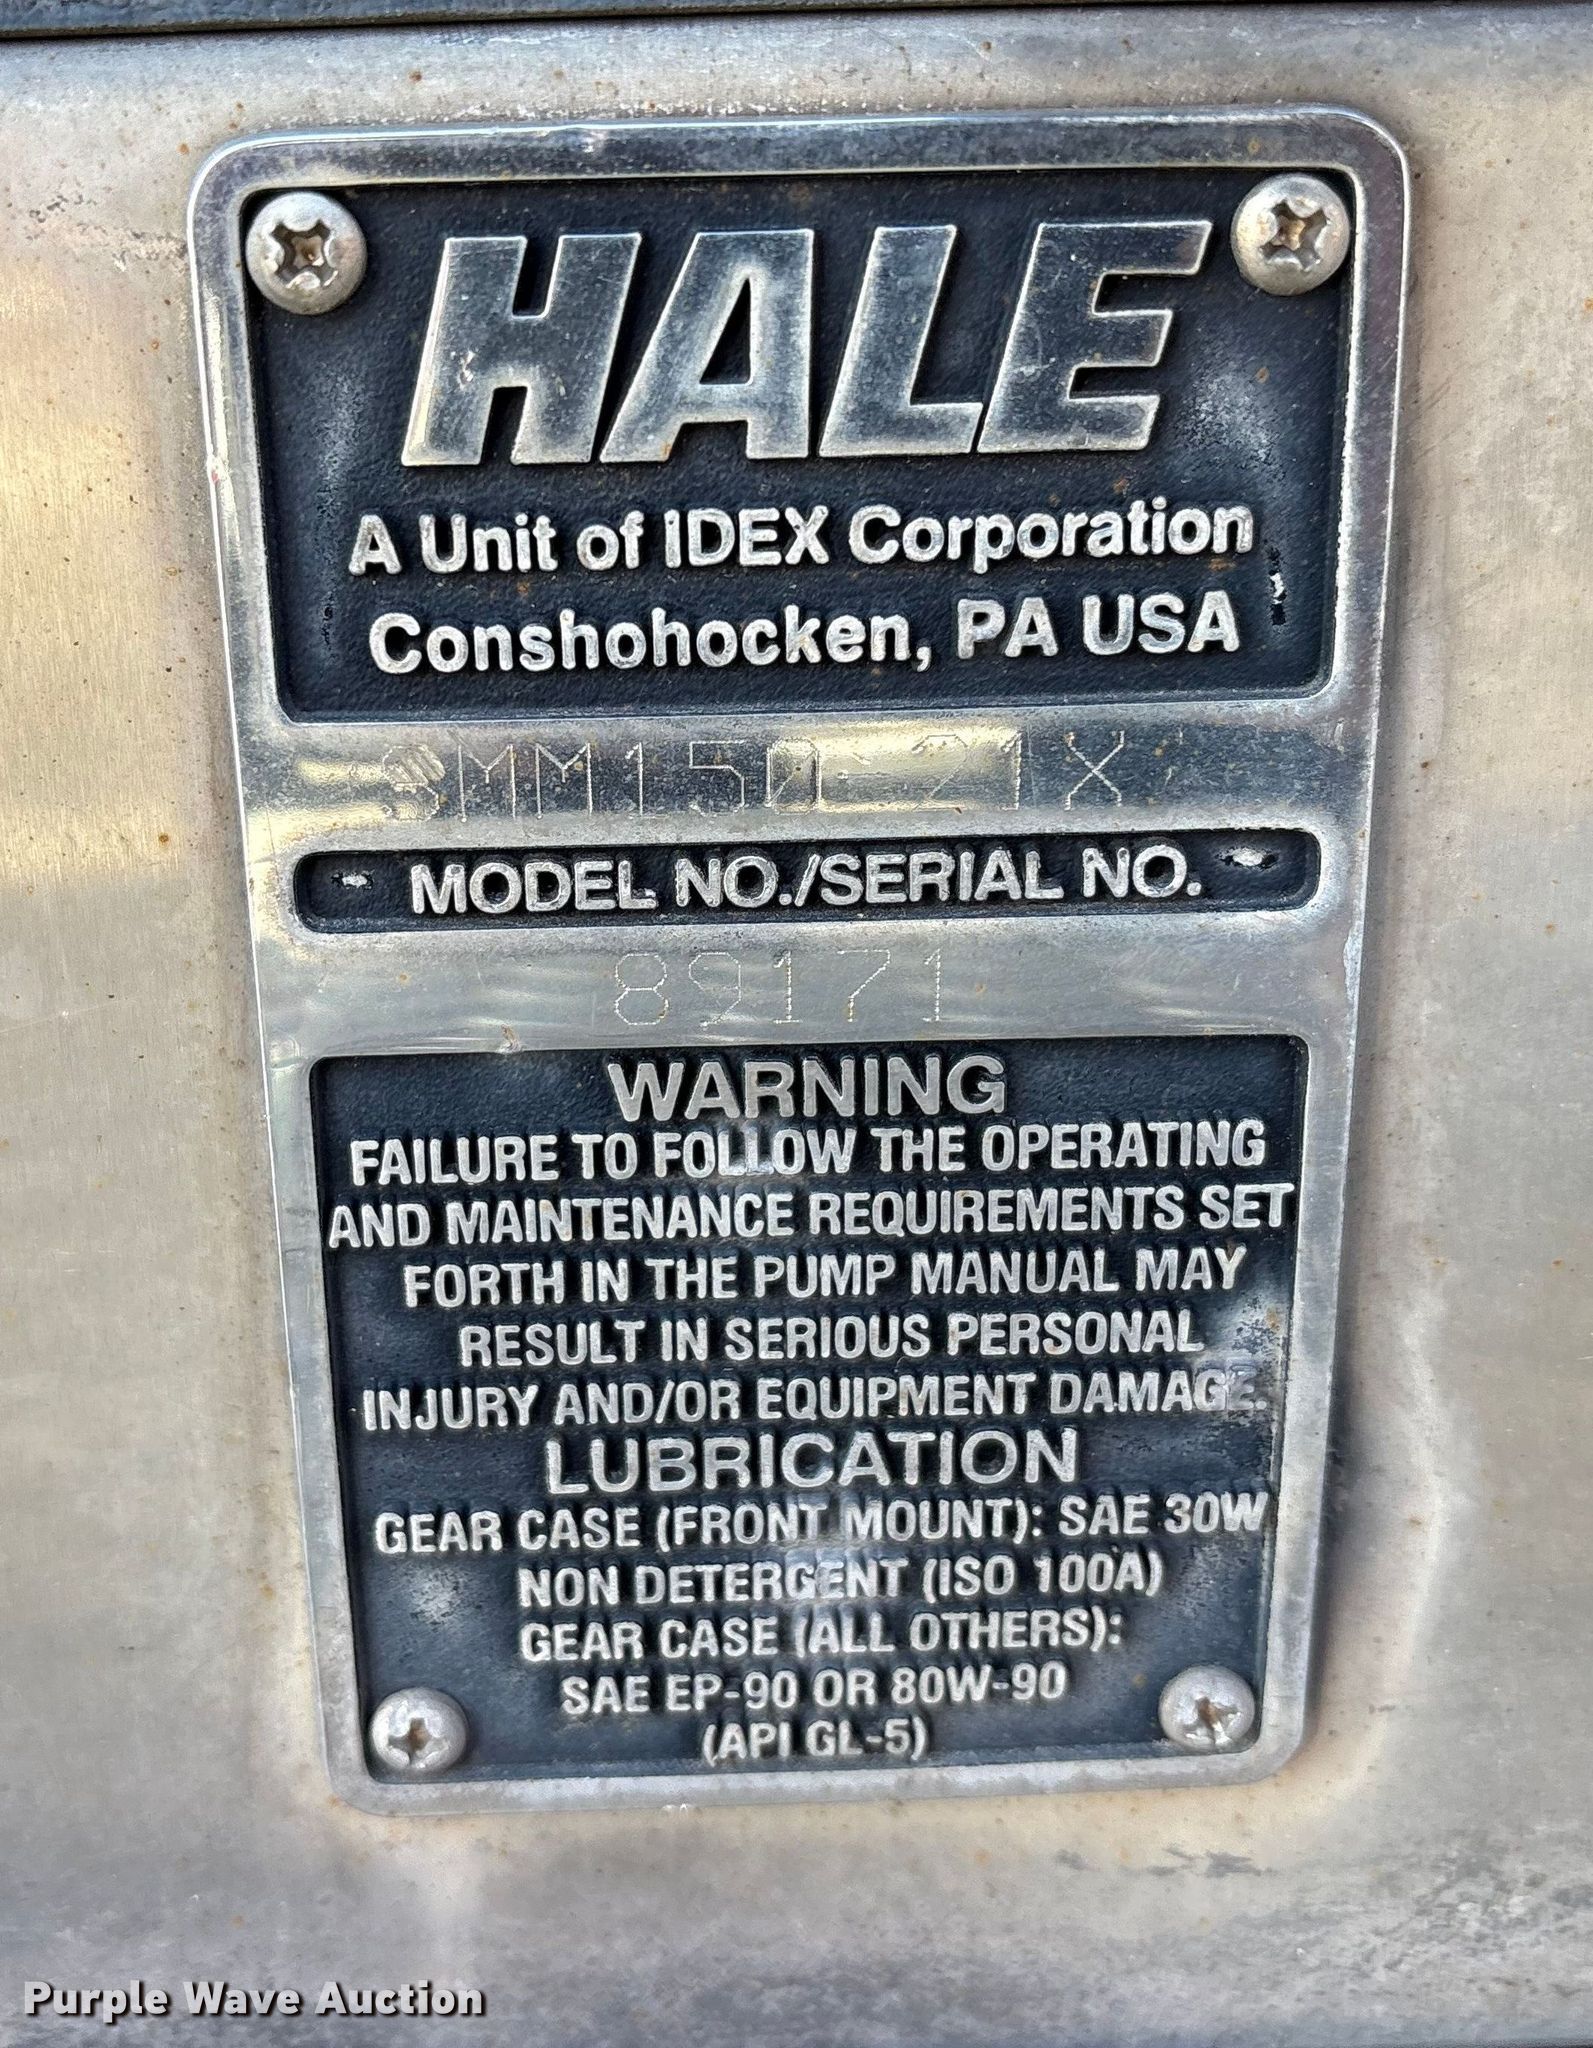 HALE
A Unit of IDEX Corporation
Conshohocken, PA USA
SMM150-21X
MODEL NO./SERIAL NO.
89171
WARNING
FAILURE TO FOLLOW THE OPERATING
AND MAINTENANCE REQUIREMENTS SET
FORTH IN THE PUMP MANUAL MAY
RESULT IN SERIOUS PERSONAL
INJURY AND/OR EQUIPMENT DAMAGE.
LUBRICATION
GEAR CASE (FRONT MOUNT): SAE 30W
NON DETERGENT (ISO 100A)
GEAR CASE (ALL OTHERS):
SAE EP-90 OR 80W-90
(API GL-5)
Purple Wave Auction